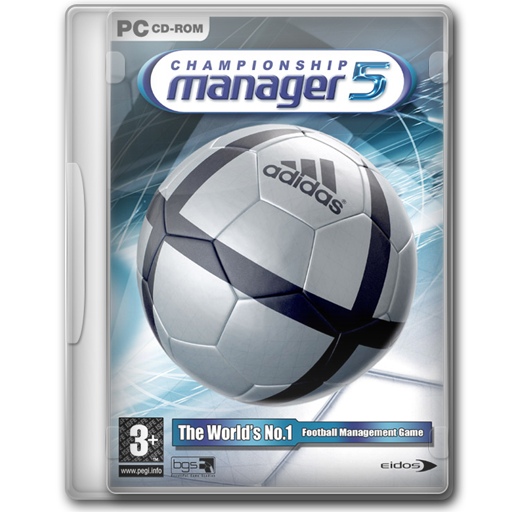 PC CD-ROM
CHAMPIONSHIP
manager 5
adidas
The World's No.1 Football Management Game
3+
www.pegi.info
bgs
eidos